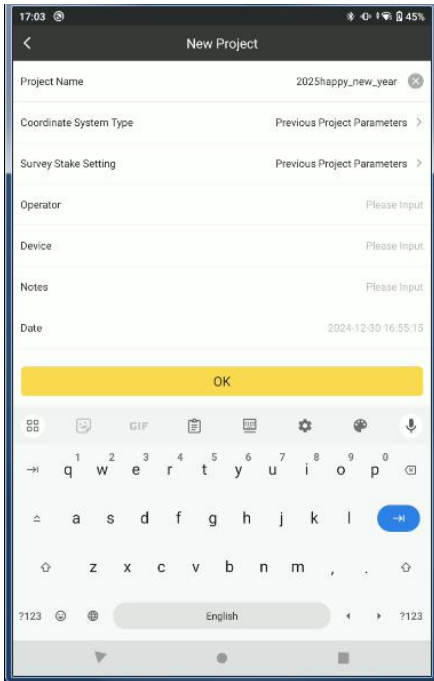 17:03 45%
New Project
Project Name 2025happy_new_year
Coordinate System Type Previous Project Parameters >
Survey Stake Setting Previous Project Parameters >
Operator Please Input
Device Please Input
Notes Please Input
Date 2024-12-30 16:55:15
OK
GIF
1 2 3 4 5 6 7 8 9 0
q w e r t y u i o p
a s d f g h j k l
z x c v b n m , .
?123 English ?123